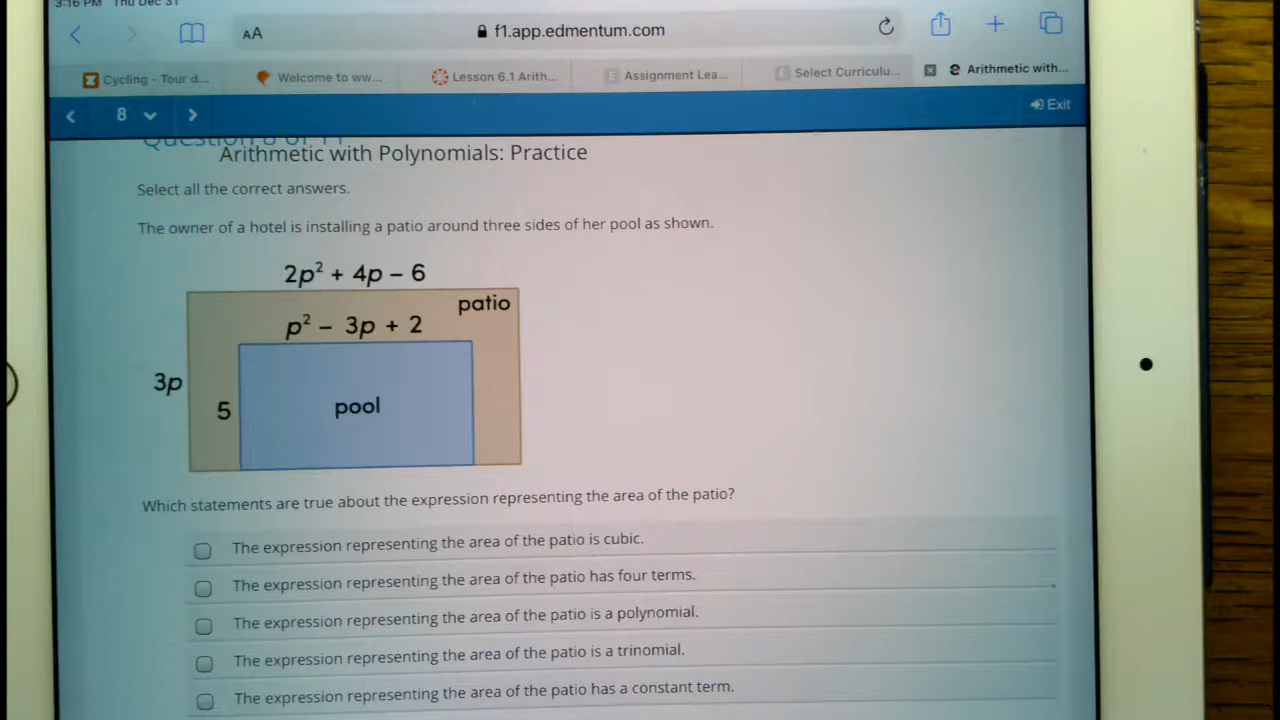 3:16 PM Thu Dec 31
AA
f1.app.edmentum.com
Cycling - Tour d...
Welcome to ww...
Lesson 6.1 Arith...
Assignment Lea...
Select Curriculu...
Arithmetic with...
8
Exit
Question 8 of 11
Arithmetic with Polynomials: Practice
Select all the correct answers.
The owner of a hotel is installing a patio around three sides of her pool as shown.
2p² + 4p − 6
patio
p² − 3p + 2
3p
5
pool
Which statements are true about the expression representing the area of the patio?
The expression representing the area of the patio is cubic.
The expression representing the area of the patio has four terms.
The expression representing the area of the patio is a polynomial.
The expression representing the area of the patio is a trinomial.
The expression representing the area of the patio has a constant term.